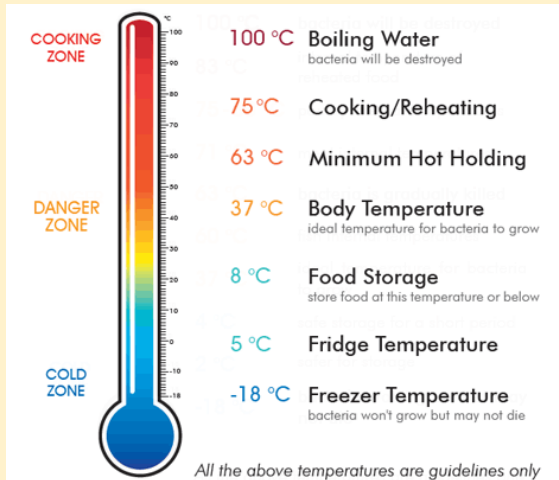 COOKING
ZONE
DANGER
ZONE
COLD
ZONE
°C
100
90
80
70
60
50
40
30
20
10
0
-10
-18
100 °C Boiling Water
bacteria will be destroyed
75 °C Cooking/Reheating
63 °C Minimum Hot Holding
37 °C Body Temperature
ideal temperature for bacteria to grow
8 °C Food Storage
store food at this temperature or below
5 °C Fridge Temperature
-18 °C Freezer Temperature
bacteria won't grow but may not die
All the above temperatures are guidelines only